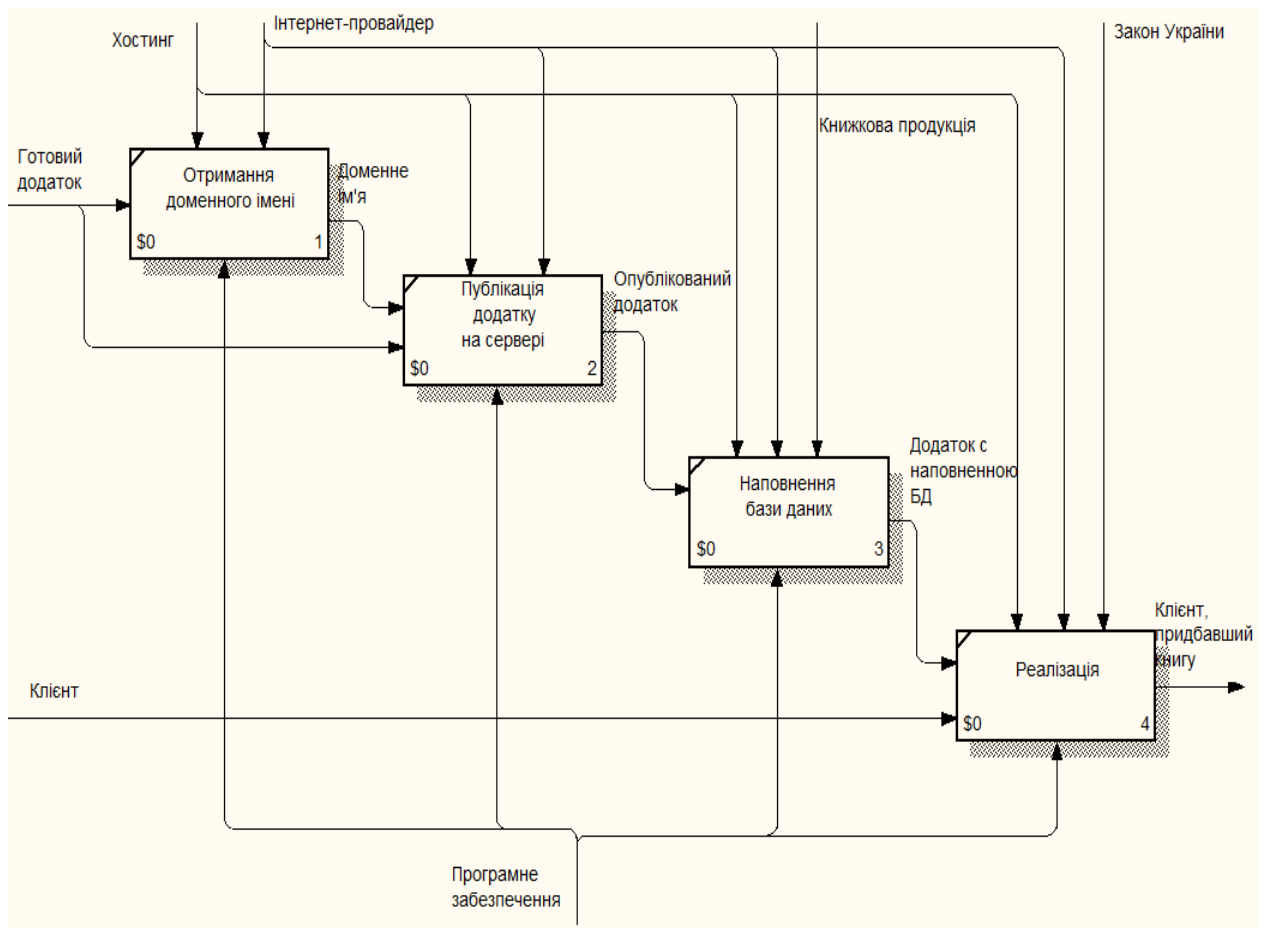 Хостинг
Інтернет-провайдер
Закон України
Книжкова продукція
Готовий
додаток
Отримання
доменного імені
$0
1
Доменне
ім'я
Публікація
додатку
на сервері
$0
2
Опублікований
додаток
Наповнення
бази даних
$0
3
Додаток с
наповненною
БД
Клієнт
Реалізація
$0
4
Клієнт,
придбавший
книгу
Програмне
забезпечення